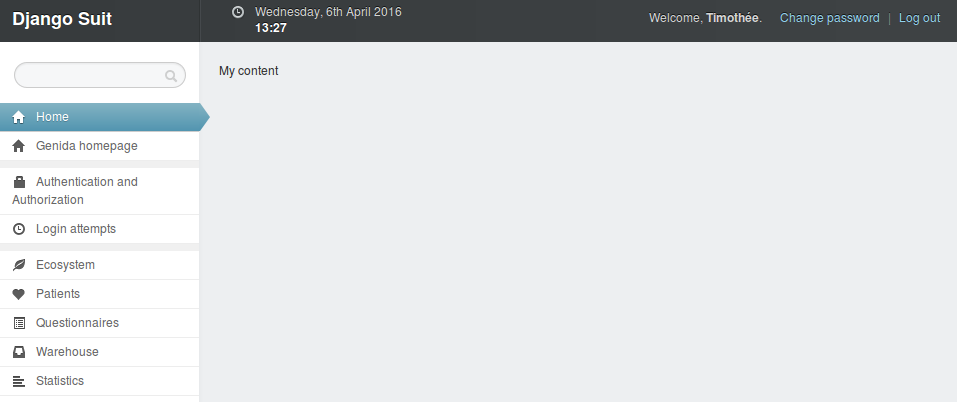 Django Suit
Wednesday, 6th April 2016
13:27
Welcome, Timothée.
Change password | Log out
My content
Home
Genida homepage
Authentication and
Authorization
Login attempts
Ecosystem
Patients
Questionnaires
Warehouse
Statistics